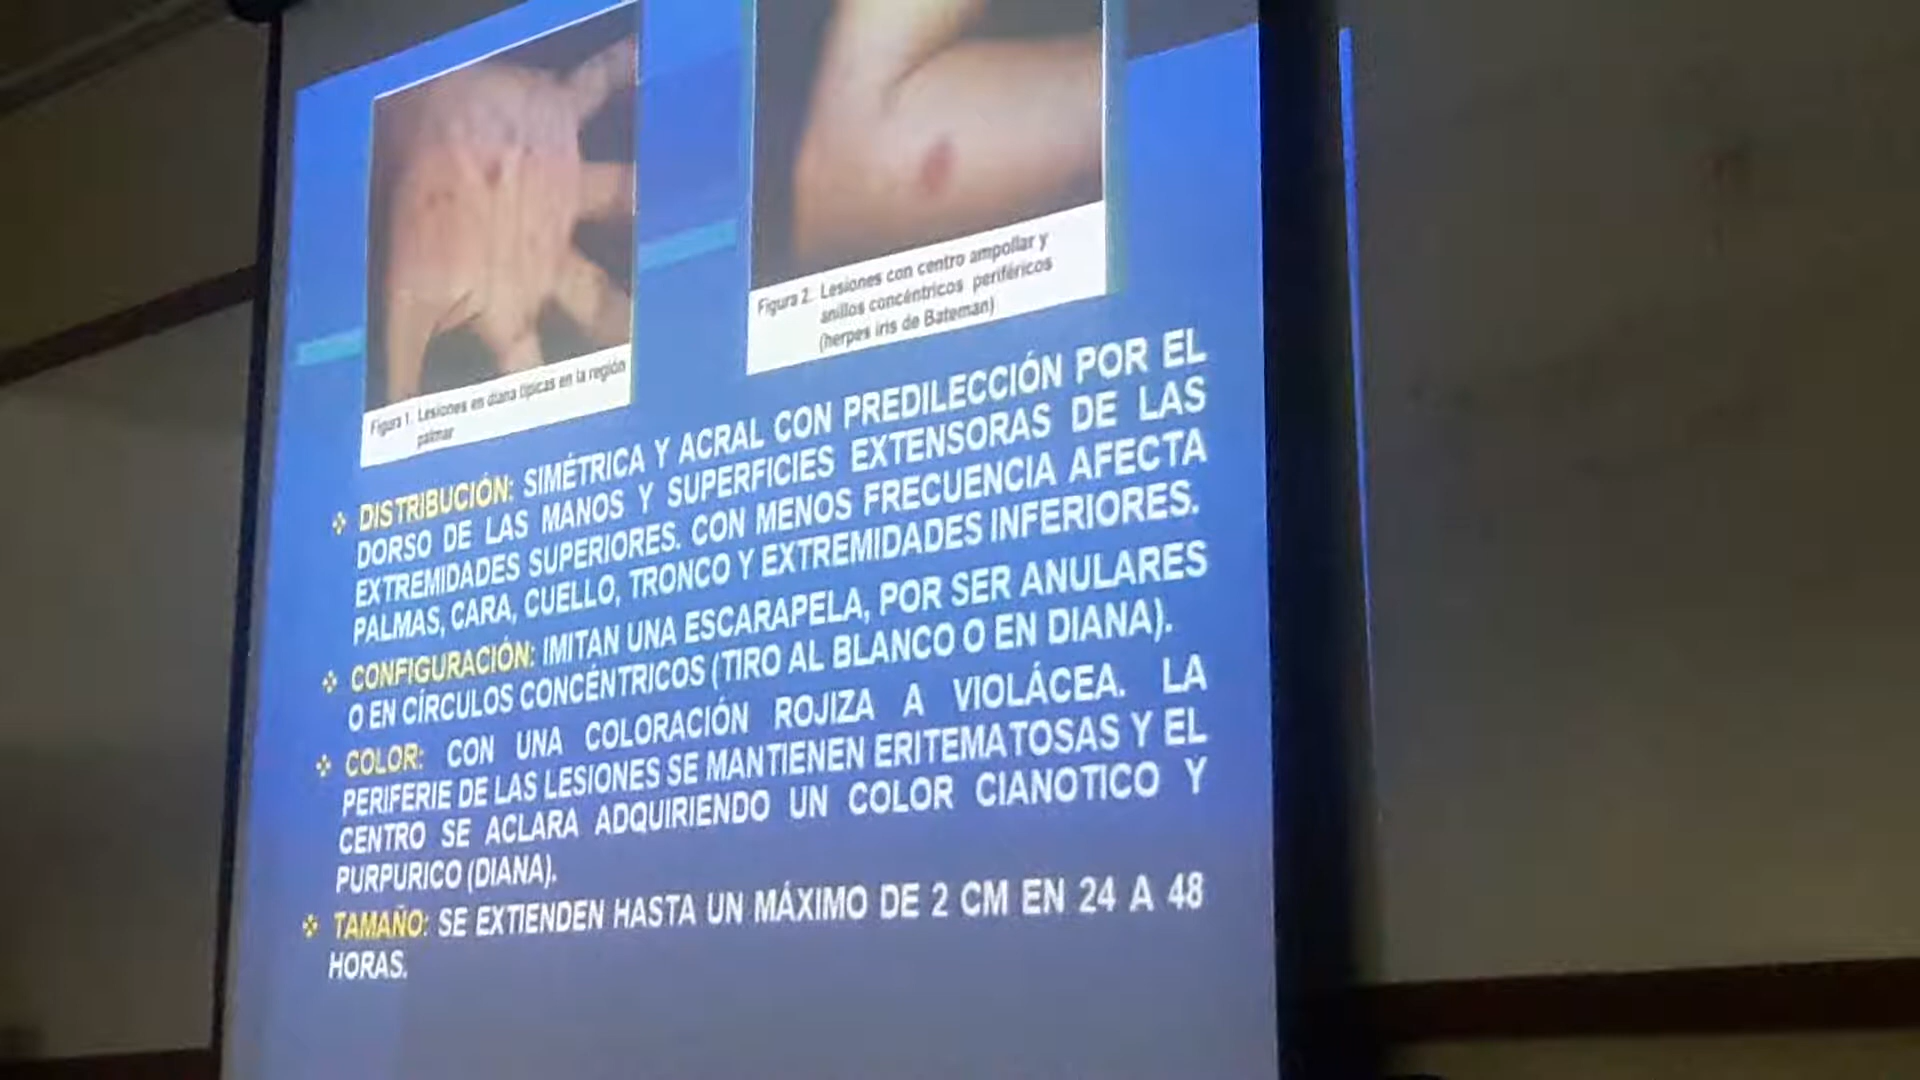 Figura 1. Lesiones en diana típicas en la región
palmar
Figura 2. Lesiones con centro ampollar y
anillos concéntricos periféricos
(herpes iris de Bateman)
❖ DISTRIBUCIÓN: SIMÉTRICA Y ACRAL CON PREDILECCIÓN POR EL
DORSO DE LAS MANOS Y SUPERFICIES EXTENSORAS DE LAS
EXTREMIDADES SUPERIORES. CON MENOS FRECUENCIA AFECTA
PALMAS, CARA, CUELLO, TRONCO Y EXTREMIDADES INFERIORES.
❖ CONFIGURACIÓN: IMITAN UNA ESCARAPELA, POR SER ANULARES
O EN CÍRCULOS CONCÉNTRICOS (TIRO AL BLANCO O EN DIANA).
❖ COLOR: CON UNA COLORACIÓN ROJIZA A VIOLÁCEA. LA
PERIFERIE DE LAS LESIONES SE MANTIENEN ERITEMATOSAS Y EL
CENTRO SE ACLARA ADQUIRIENDO UN COLOR CIANOTICO Y
PURPURICO (DIANA).
❖ TAMAÑO: SE EXTIENDEN HASTA UN MÁXIMO DE 2 CM EN 24 A 48
HORAS.